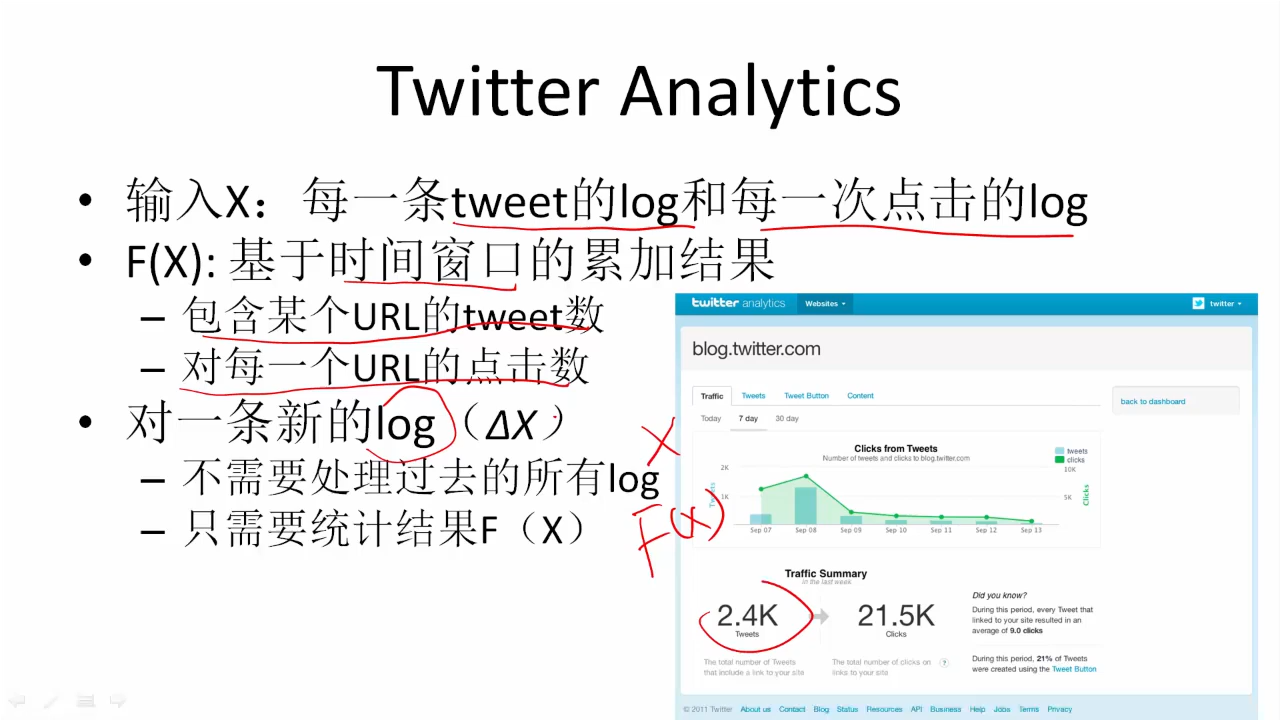 Twitter Analytics
• 输入X：每一条tweet的log和每一次点击的log
• F(X): 基于时间窗口的累加结果
– 包含某个URL的tweet数
– 对每一个URL的点击数
• 对一条新的log（ΔX）
– 不需要处理过去的所有log
– 只需要统计结果F（X）
X
F(X)
twitter analytics Websites twitter
blog.twitter.com
Traffic Tweets Tweet Button Content
back to dashboard
Today 7 day 30 day
Clicks from Tweets
Number of tweets and clicks to blog.twitter.com
tweets
clicks
2K 10K
1K 5K
Clicks
Sep 07 Sep 08 Sep 09 Sep 10 Sep 11 Sep 12 Sep 13
Traffic Summary
in the last week
2.4K 21.5K
Tweets Clicks
The total number of Tweets
that include a link to your site
The total number of clicks on
links to your site
?
Did you know?
During this period, every Tweet that
linked to your site resulted in an
average of 9.0 clicks
During this period, 21% of Tweets
were created using the Tweet Button
© 2011 Twitter About us Contact Blog Status Resources API Business Help Jobs Terms Privacy